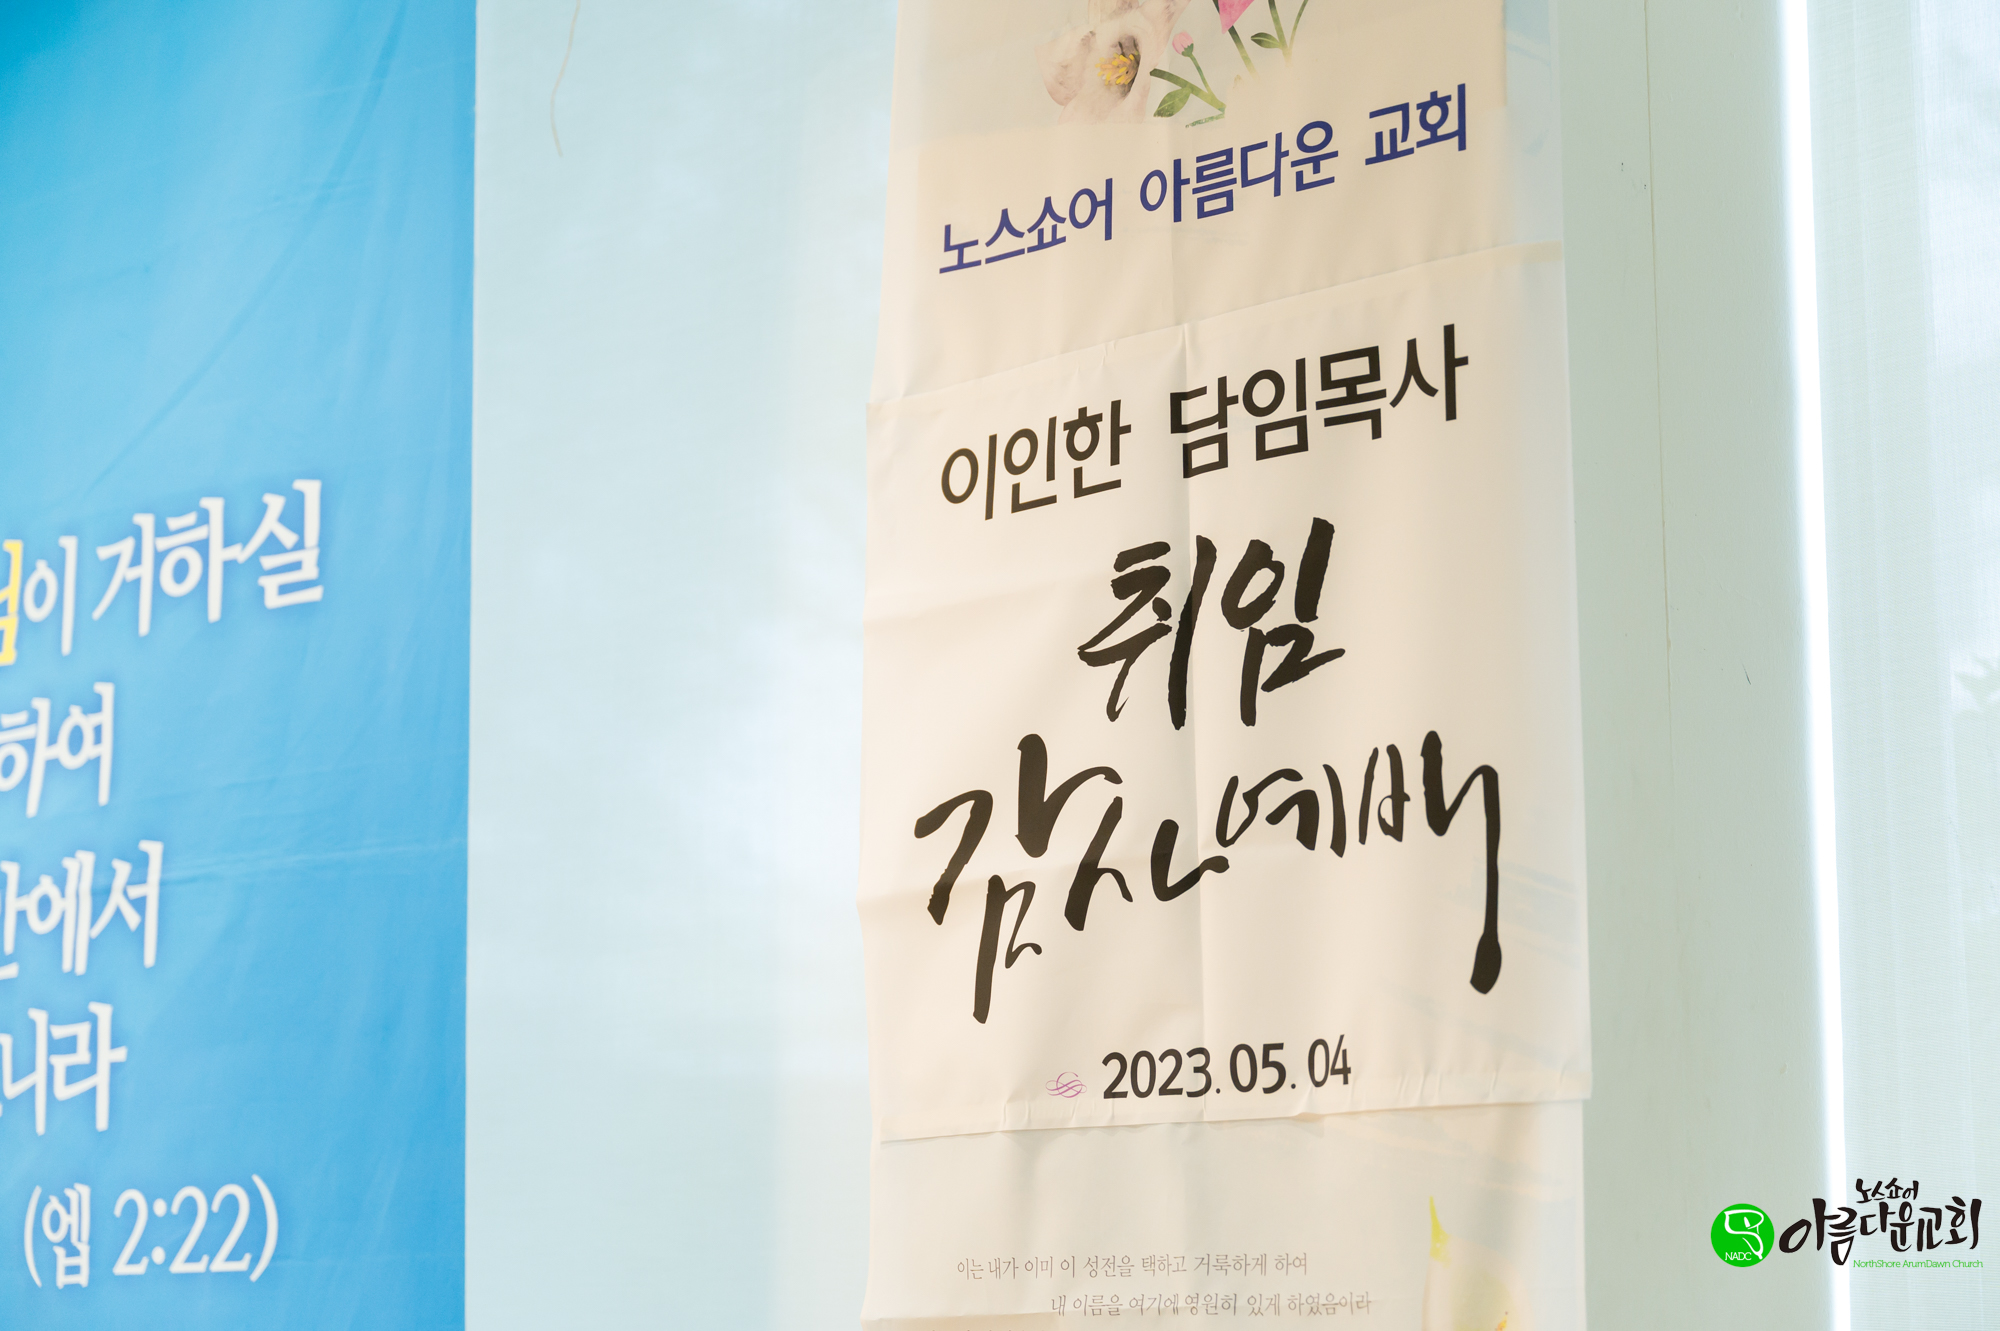 이 거하실
하여
에서
니라
(엡 2:22)
노스쇼어 아름다운 교회
이인한 담임목사
취임
감사예배
2023.05.04
이는 내가 이미 이 성전을 택하고 거룩하게 하여
내 이름을 여기에 영원히 있게 하였음이라
노스쇼어
아름다운교회
NADC
NorthShore ArumDawn Church